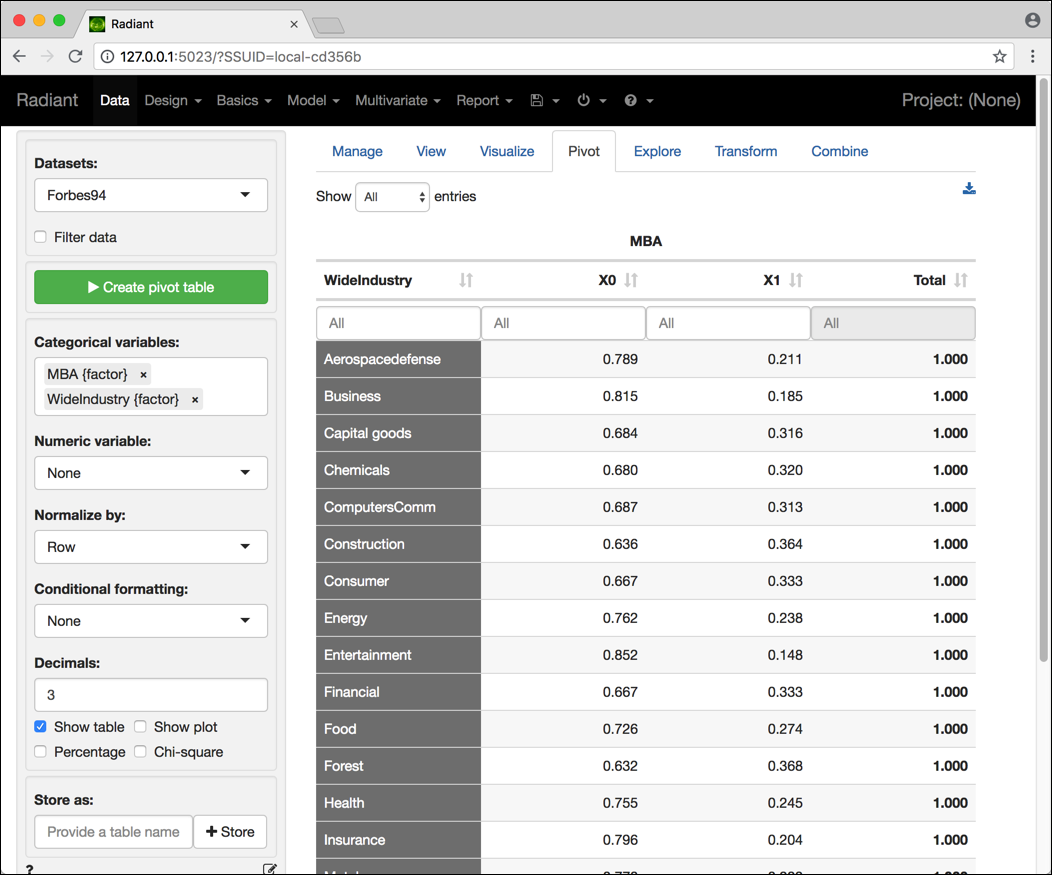 Radiant
127.0.0.1:5023/?SSUID=local-cd356b
Radiant Data Design Basics Model Multivariate Report Project: (None)
Datasets:
Forbes94
Filter data
Create pivot table
Categorical variables:
MBA {factor} ×
WideIndustry {factor} ×
Numeric variable:
None
Normalize by:
Row
Conditional formatting:
None
Decimals:
3
Show table Show plot
Percentage Chi-square
Store as:
Provide a table name + Store
?
Manage View Visualize Pivot Explore Transform Combine
Show All entries
MBA
WideIndustry X0 X1 Total
All All All All
Aerospacedefense 0.789 0.211 1.000
Business 0.815 0.185 1.000
Capital goods 0.684 0.316 1.000
Chemicals 0.680 0.320 1.000
ComputersComm 0.687 0.313 1.000
Construction 0.636 0.364 1.000
Consumer 0.667 0.333 1.000
Energy 0.762 0.238 1.000
Entertainment 0.852 0.148 1.000
Financial 0.667 0.333 1.000
Food 0.726 0.274 1.000
Forest 0.632 0.368 1.000
Health 0.755 0.245 1.000
Insurance 0.796 0.204 1.000